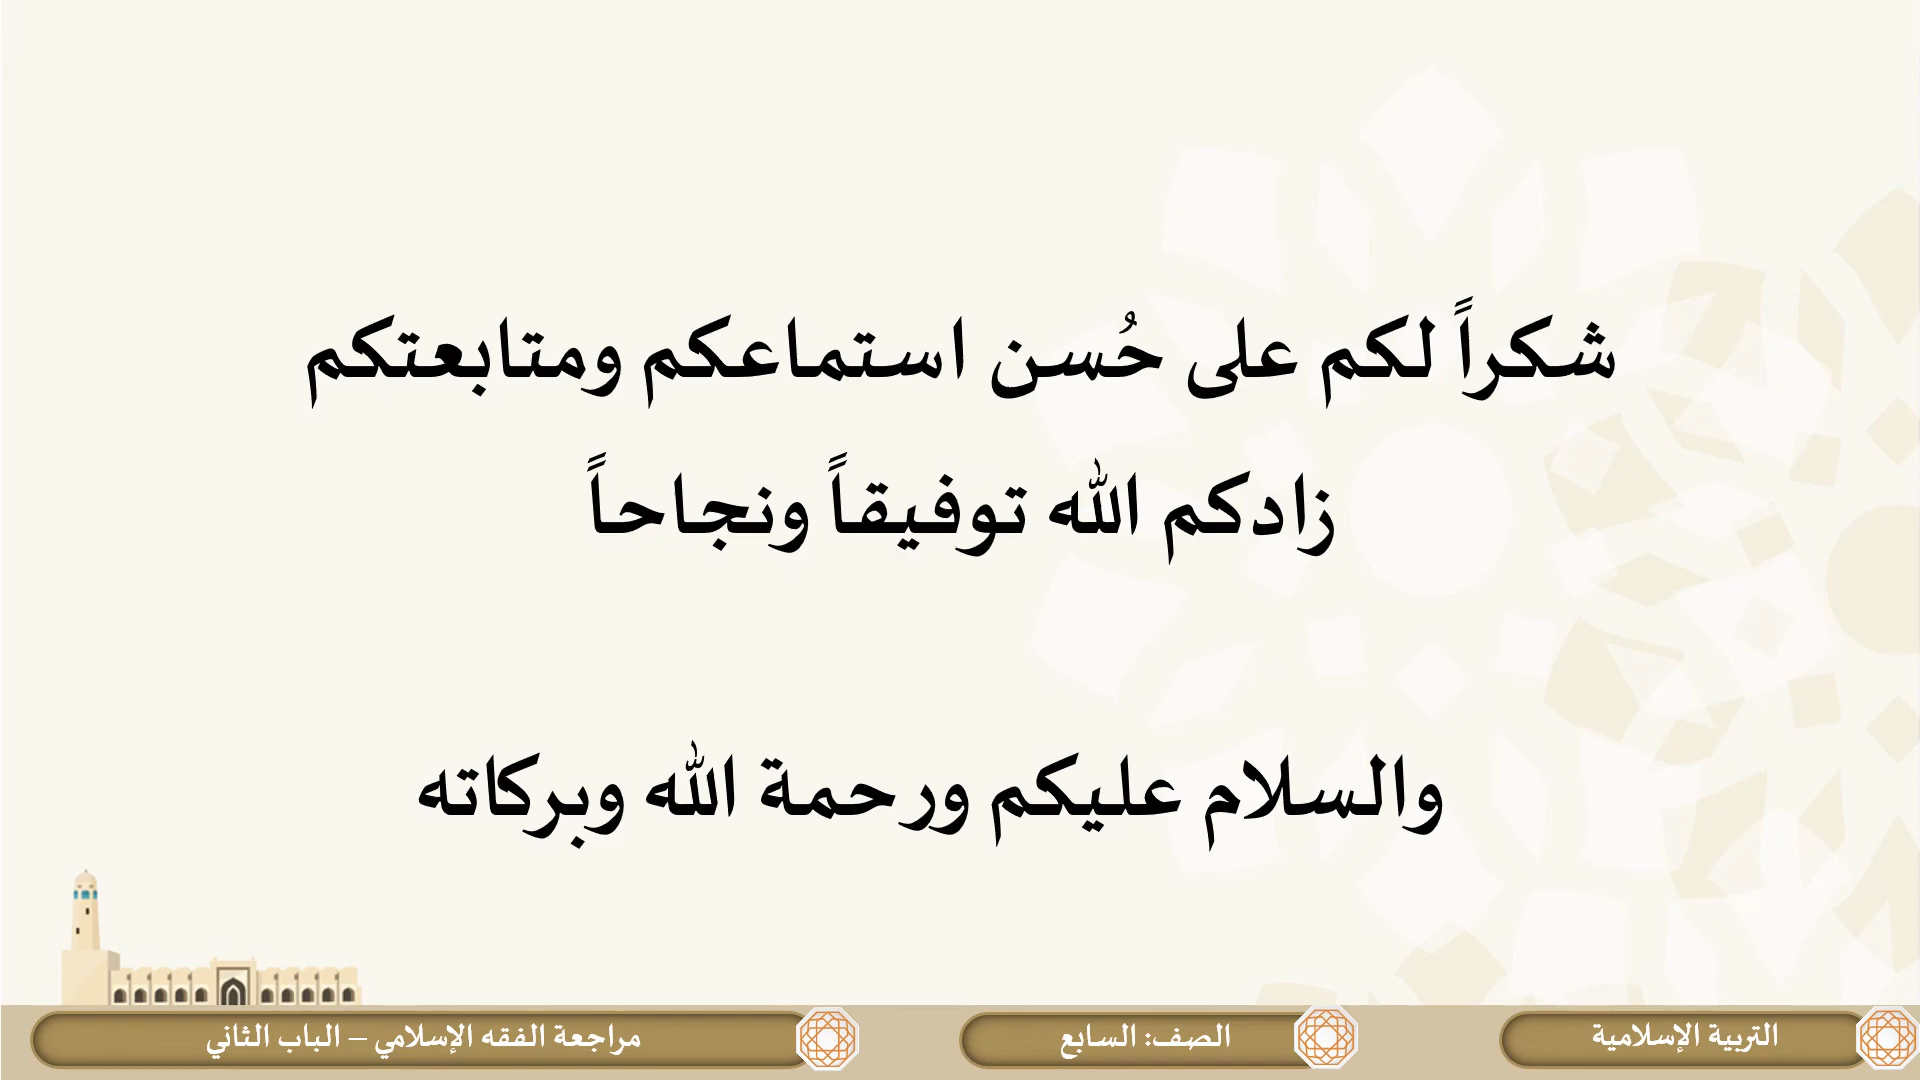 شكراً لكم على حُسن استماعكم ومتابعتكم
زادكم الله توفيقاً ونجاحاً
والسلام عليكم ورحمة الله وبركاته
التربية الإسلامية
الصف: السابع
مراجعة الفقه الإسلامي – الباب الثاني